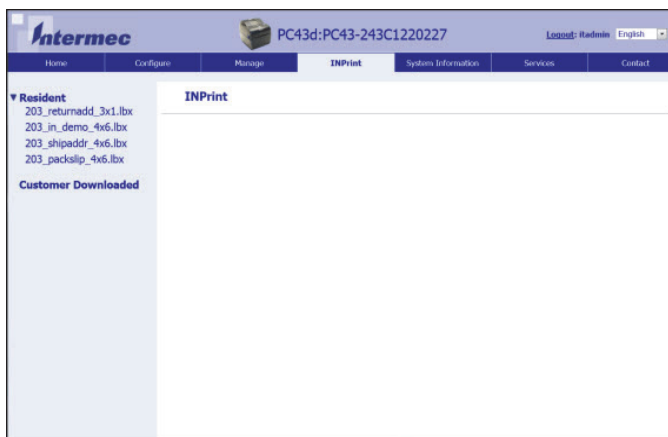 Intermec
PC43d:PC43-243C1220227
Logout: itadmin English
Home Configure Manage INPrint System Information Services Contact
Resident
203_returnadd_3x1.lbx
203_in_demo_4x6.lbx
203_shipaddr_4x6.lbx
203_packslip_4x6.lbx
Customer Downloaded
INPrint